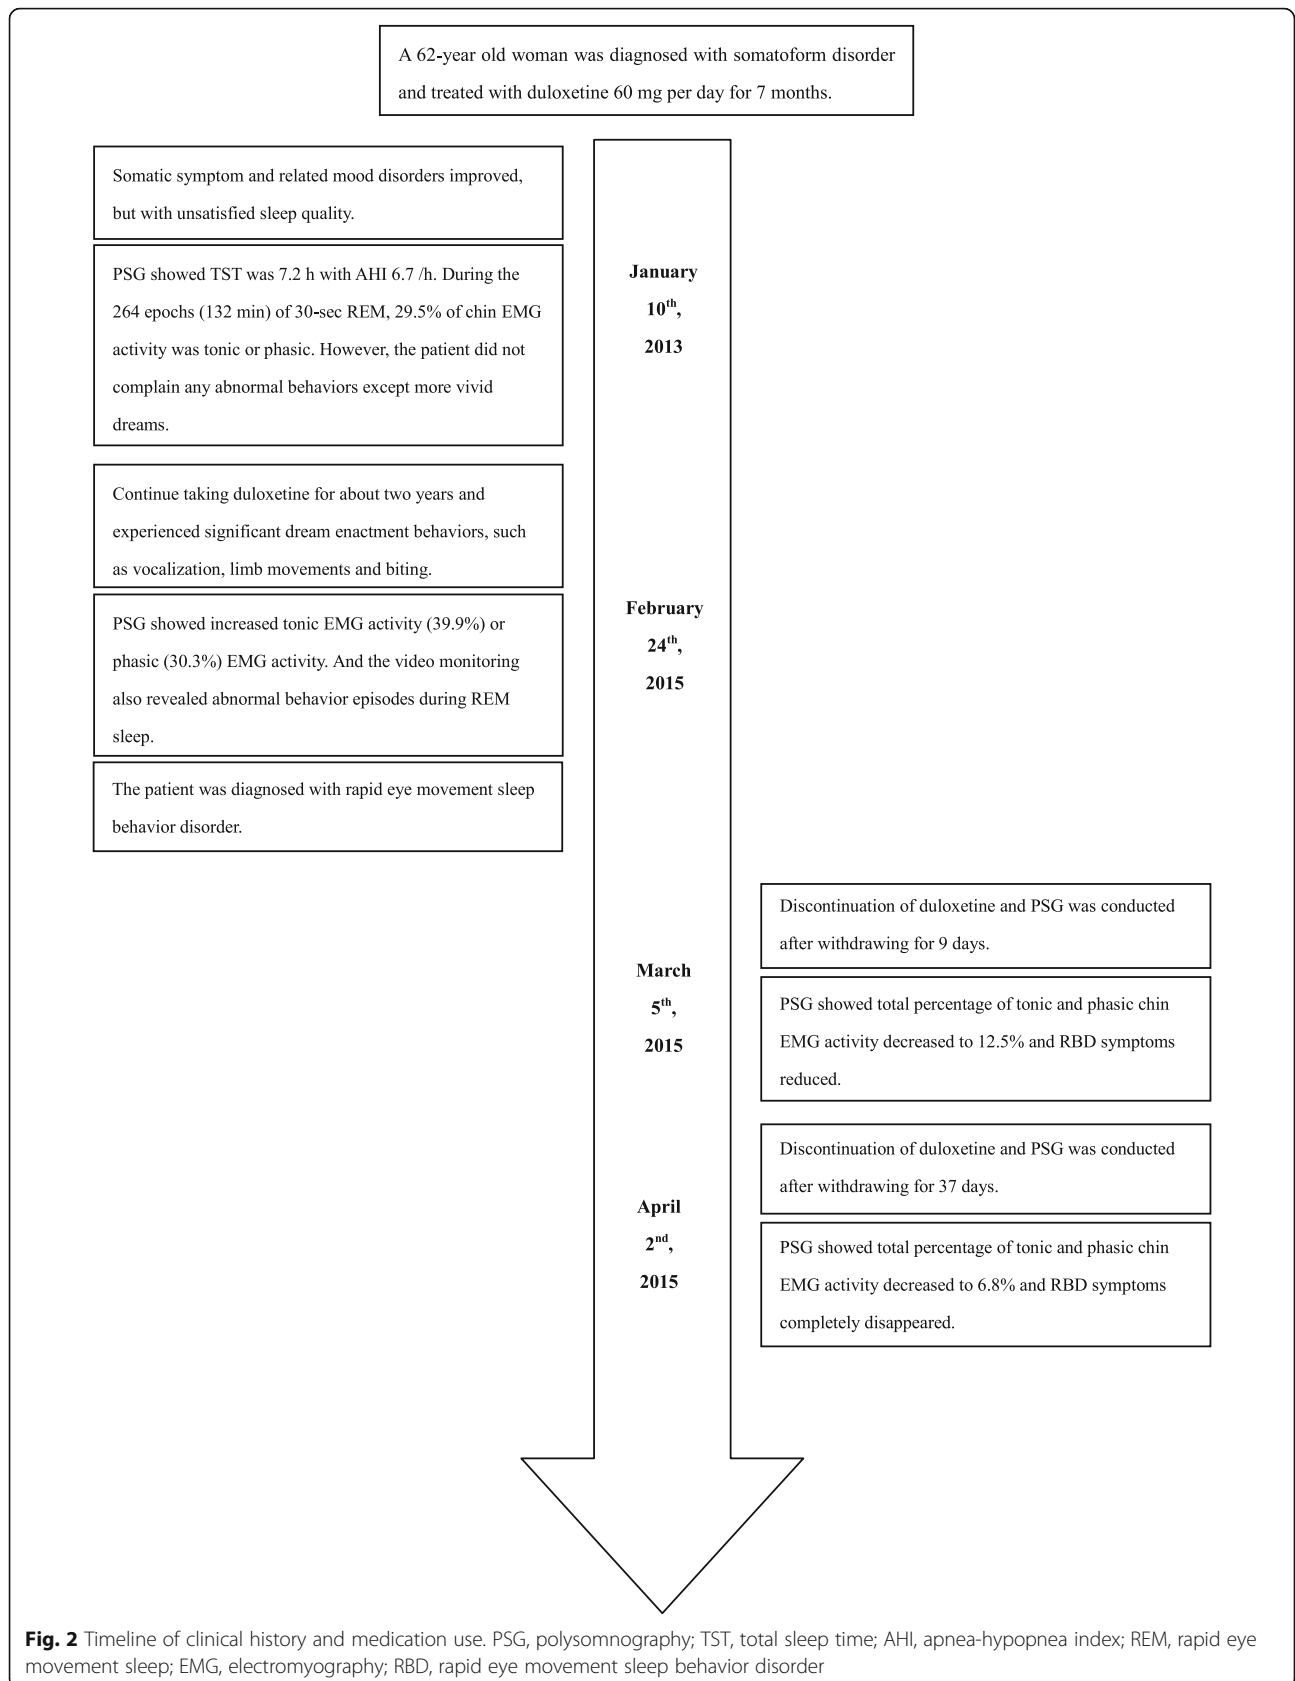 A 62-year old woman was diagnosed with somatoform disorder
and treated with duloxetine 60 mg per day for 7 months.
Somatic symptom and related mood disorders improved,
but with unsatisfied sleep quality.
PSG showed TST was 7.2 h with AHI 6.7 /h. During the
264 epochs (132 min) of 30-sec REM, 29.5% of chin EMG
activity was tonic or phasic. However, the patient did not
complain any abnormal behaviors except more vivid
dreams.
January
10th,
2013
Continue taking duloxetine for about two years and
experienced significant dream enactment behaviors, such
as vocalization, limb movements and biting.
PSG showed increased tonic EMG activity (39.9%) or
phasic (30.3%) EMG activity. And the video monitoring
also revealed abnormal behavior episodes during REM
sleep.
The patient was diagnosed with rapid eye movement sleep
behavior disorder.
February
24th,
2015
March
5th,
2015
Discontinuation of duloxetine and PSG was conducted
after withdrawing for 9 days.
PSG showed total percentage of tonic and phasic chin
EMG activity decreased to 12.5% and RBD symptoms
reduced.
April
2nd,
2015
Discontinuation of duloxetine and PSG was conducted
after withdrawing for 37 days.
PSG showed total percentage of tonic and phasic chin
EMG activity decreased to 6.8% and RBD symptoms
completely disappeared.
Fig. 2 Timeline of clinical history and medication use. PSG, polysomnography; TST, total sleep time; AHI, apnea-hypopnea index; REM, rapid eye
movement sleep; EMG, electromyography; RBD, rapid eye movement sleep behavior disorder